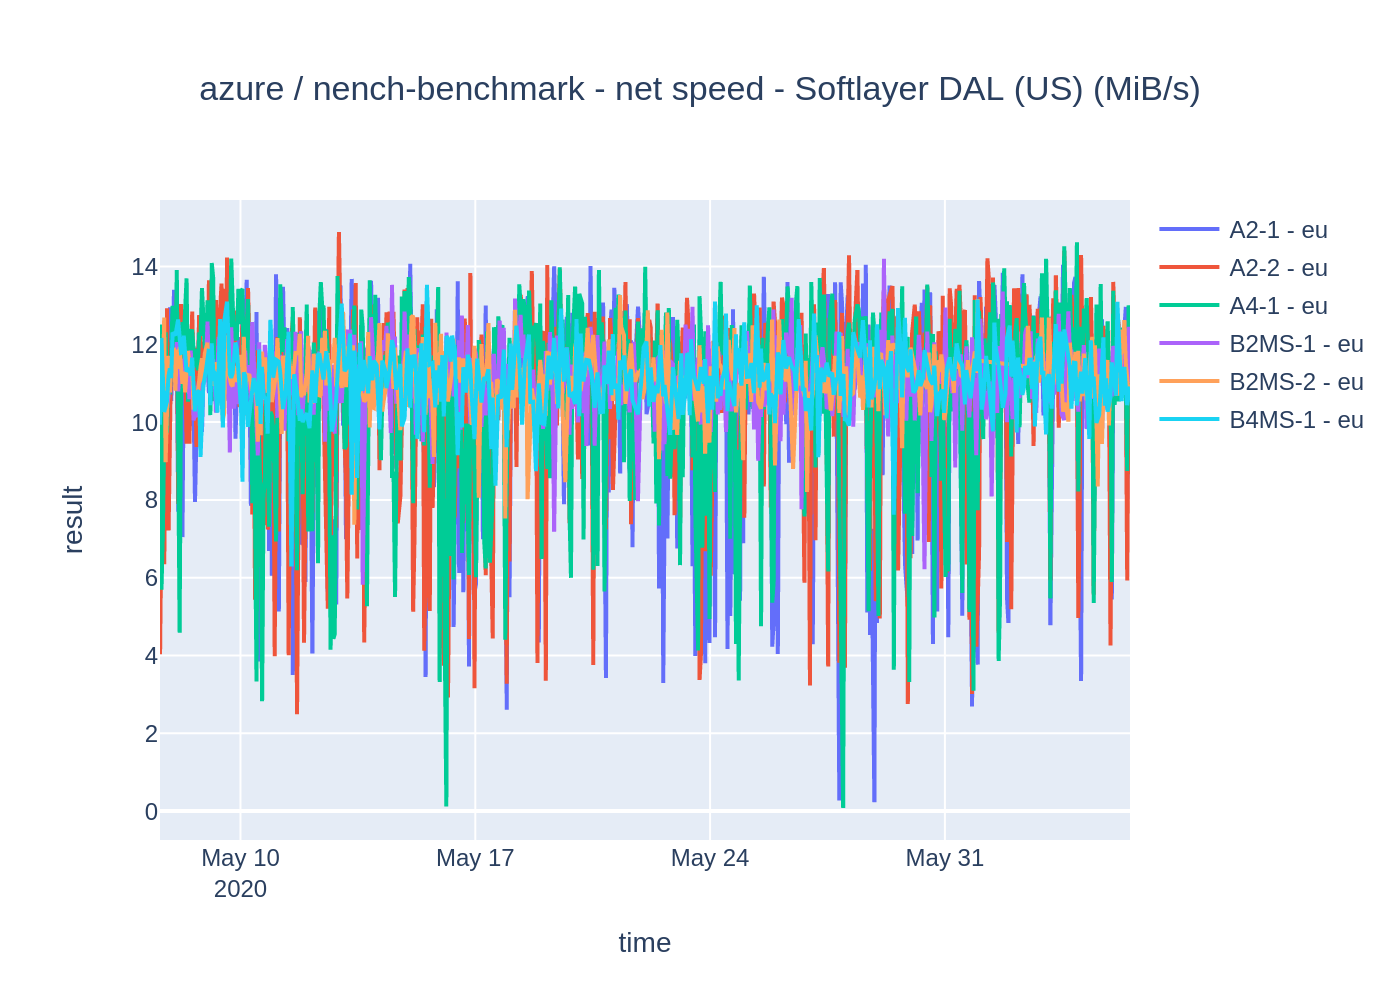 azure / nench-benchmark - net speed - Softlayer DAL (US) (MiB/s)
14
12
10
8
6
4
2
0
result
May 10
2020
May 17
May 24
May 31
time
A2-1 - eu
A2-2 - eu
A4-1 - eu
B2MS-1 - eu
B2MS-2 - eu
B4MS-1 - eu